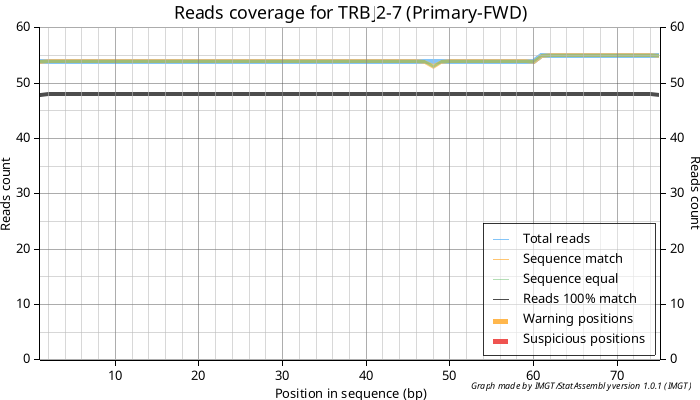 Reads coverage for TRBJ2-7 (Primary-FWD)
60 60
50 50
40 40
30 30
20 20
10 10
0 0
Reads count
Reads count
Total reads
Sequence match
Sequence equal
Reads 100% match
Warning positions
Suspicious positions
10 20 30 40 50 60 70
Position in sequence (bp)
Graph made by IMGT/StatAssembly version 1.0.1 (IMGT)